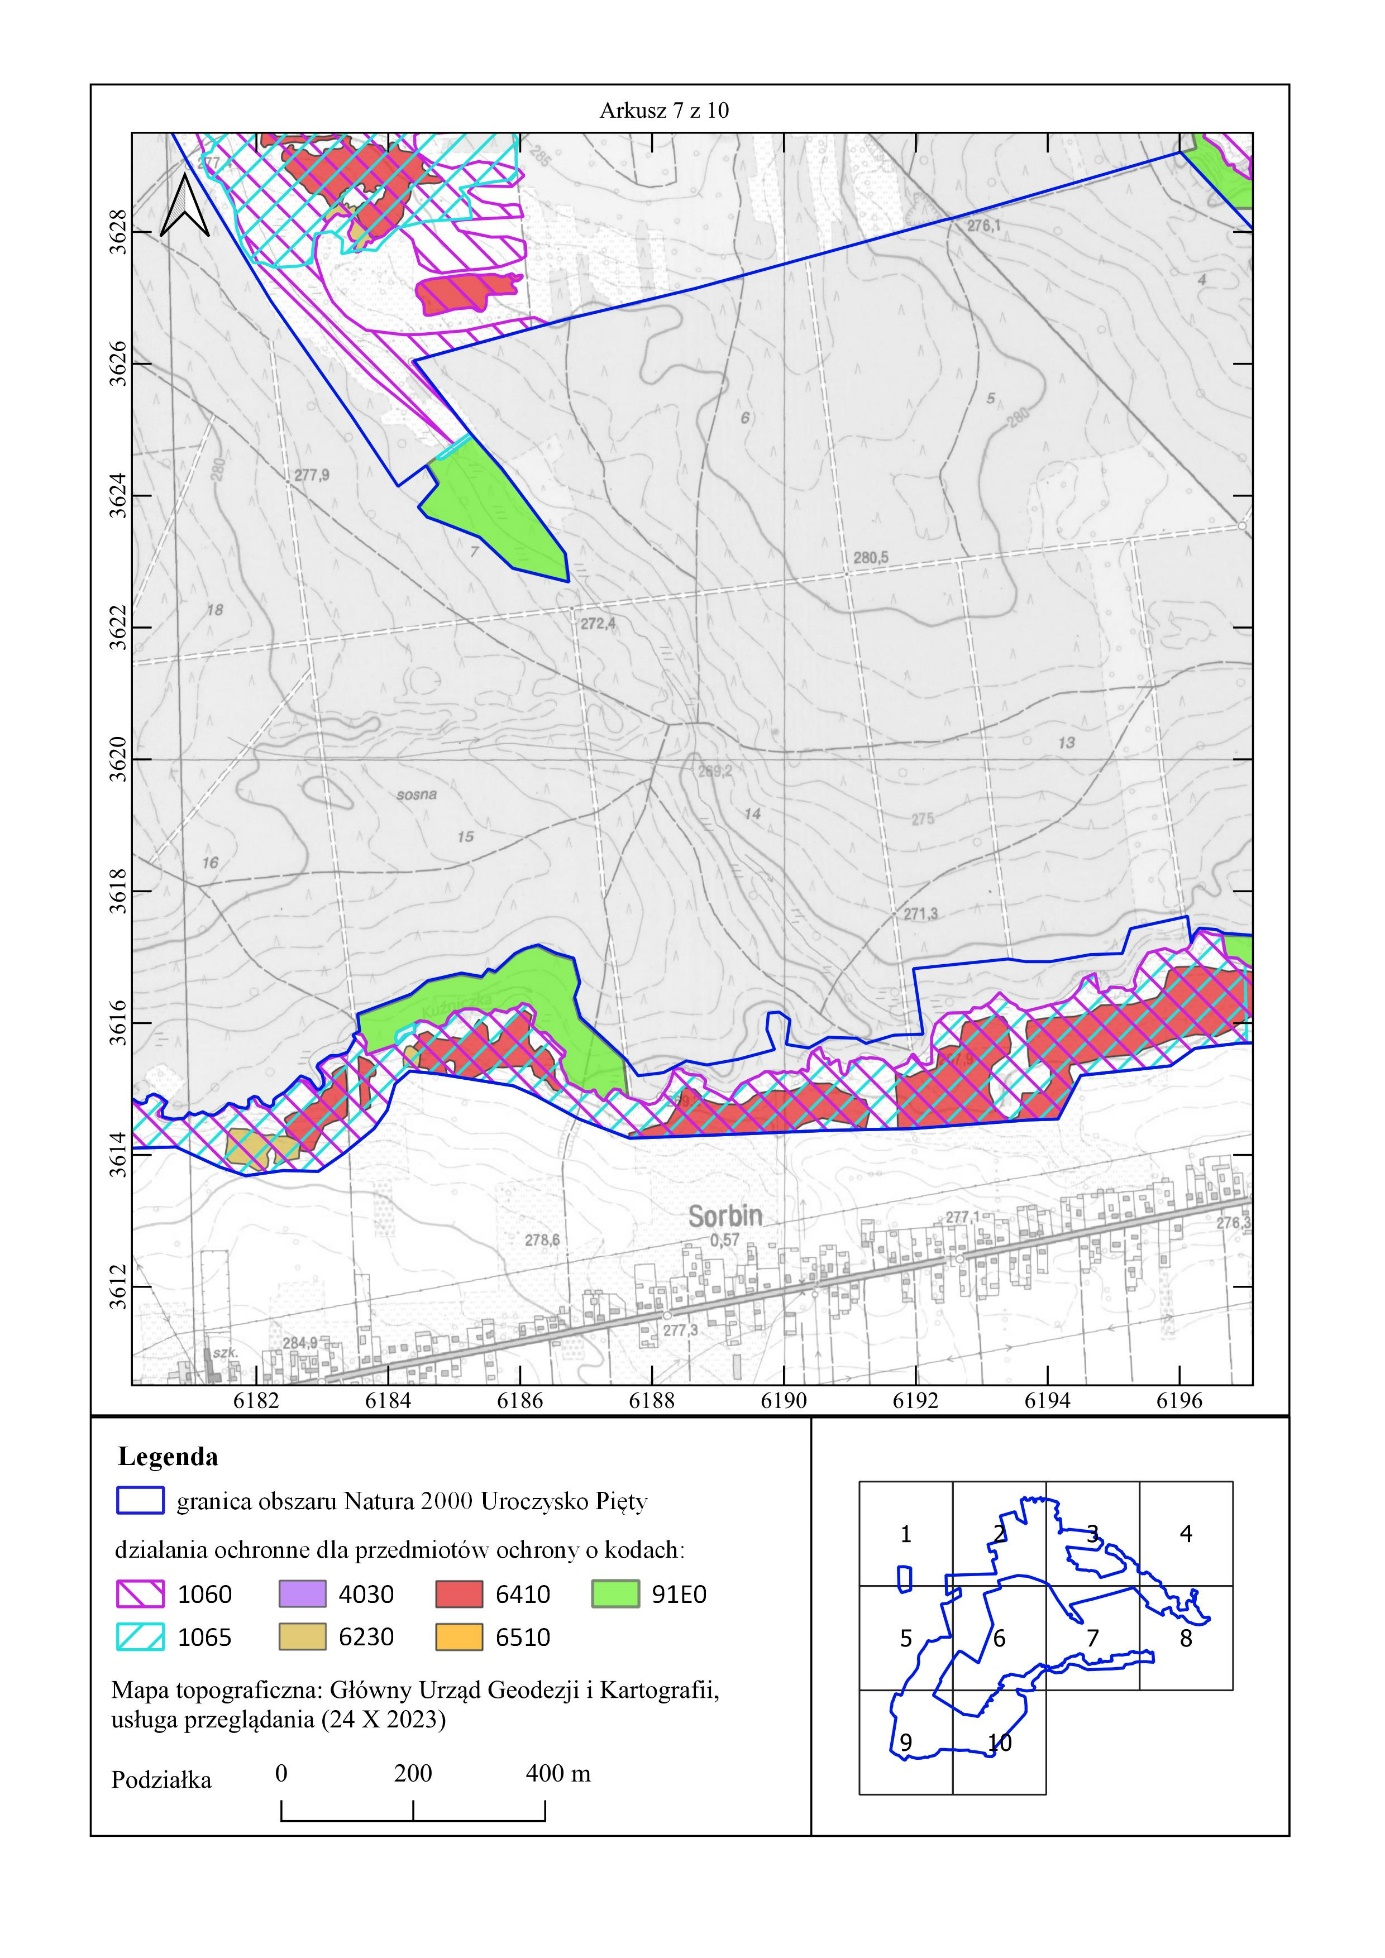 Arkusz 7 z 10
277
285
3628
276,1
4
3626
6
5
280
280
277,9
3624
7
280,5
18
272,4
3622
3620
13
269,2
sosna
14
275
15
16
3618
271,3
Kuźniczka
3616
3614
Sorbin
0,57
278,6
277,1
276,3
3612
277,3
284,9
szk.
6182 6184 6186 6188 6190 6192 6194 6196
Legenda
granica obszaru Natura 2000 Uroczysko Pięty
działania ochronne dla przedmiotów ochrony o kodach:
1060 4030 6410 91E0
1065 6230 6510
Mapa topograficzna: Główny Urząd Geodezji i Kartografii,
usługa przeglądania (24 X 2023)
Podziałka 0 200 400 m
1 2 3 4
5 6 7 8
9 10